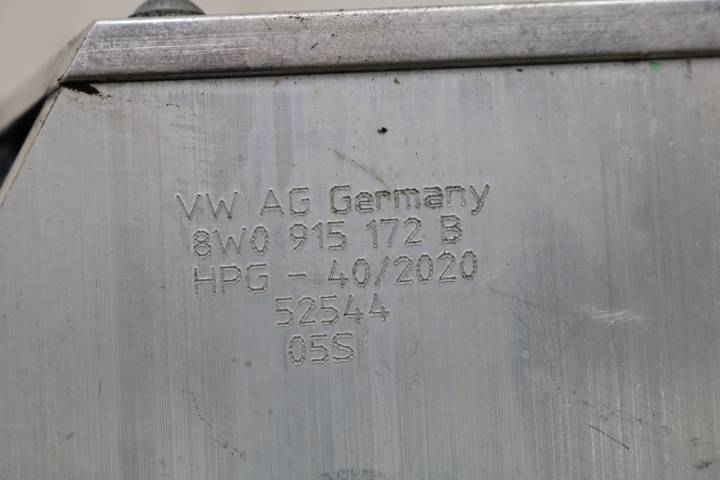 VW AG Germany
8W0 915 172 B
HPG - 40/2020
52544
05S